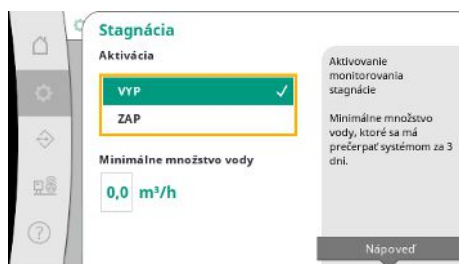 Stagnácia
Aktivácia
VYP
ZAP
Minimálne množstvo vody
0,0 m³/h
Aktivovanie
monitorovania
stagnácie
Minimálne množstvo
vody, ktoré sa má
prečerpať systémom za 3
dni.
Nápoveď